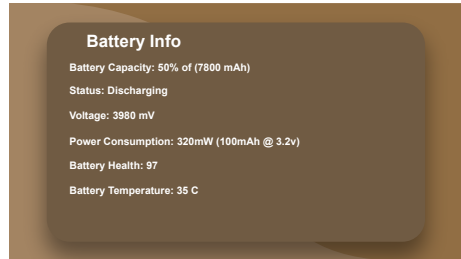 Battery Info
Battery Capacity: 50% of (7800 mAh)
Status: Discharging
Voltage: 3980 mV
Power Consumption: 320mW (100mAh @ 3.2v)
Battery Health: 97
Battery Temperature: 35 C